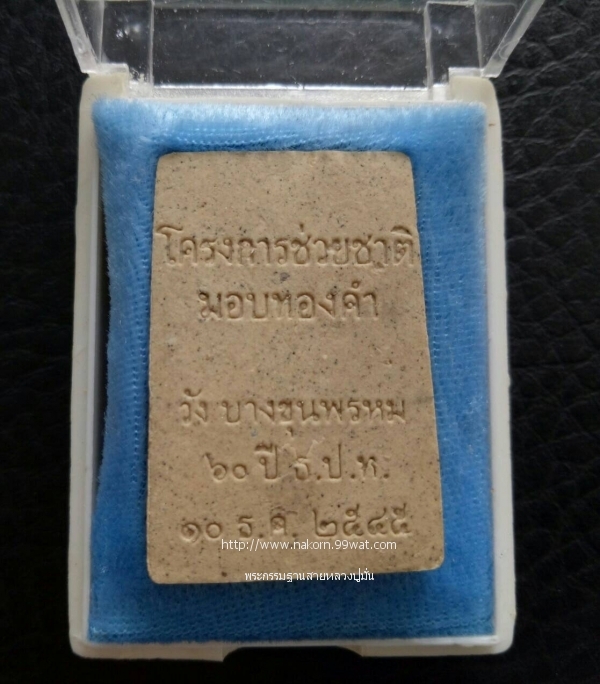 โครงการช่วยชาติ
มอบทองคำ
วัง บางขุนพรหม
๖๐ ปี ธ.ป.ท.
๑๐ ธ.ค. ๒๕๔๕
http://www.nakorn.99wat.com/
พระกรรมฐานสายหลวงปู่มั่น